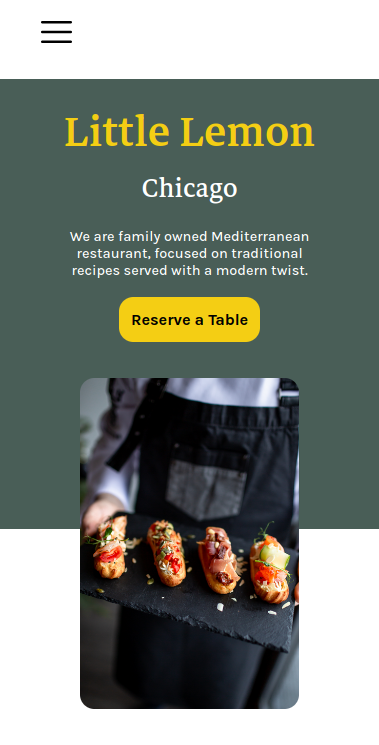 Little Lemon
Chicago
We are family owned Mediterranean
restaurant, focused on traditional
recipes served with a modern twist.
Reserve a Table